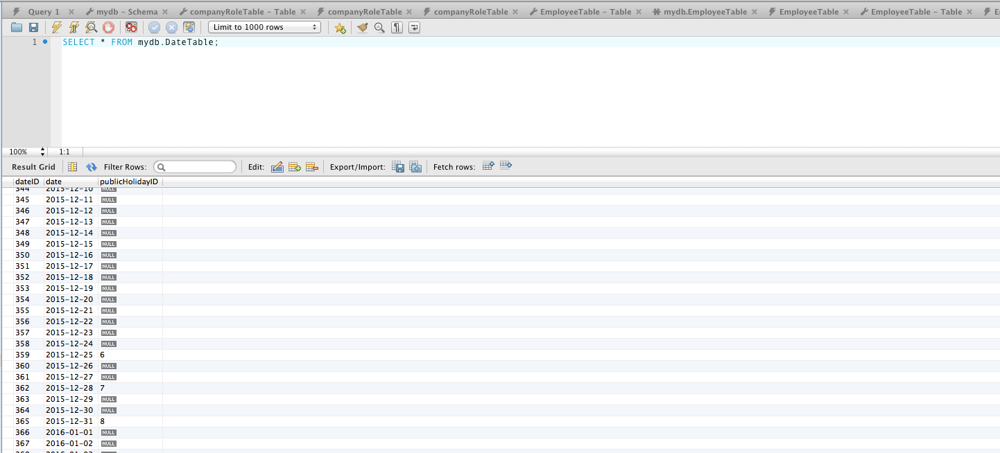 Query 1 mydb - Schema companyRoleTable - Table companyRoleTable companyRoleTable EmployeeTable - Table mydb.EmployeeTable EmployeeTable EmployeeTable - Table
Limit to 1000 rows
1 SELECT * FROM mydb.DateTable;
100% 1:1
Result Grid Filter Rows: Edit: Export/Import: Fetch rows:
dateID date publicHolidayID
344 2015-12-10 NULL
345 2015-12-11 NULL
346 2015-12-12 NULL
347 2015-12-13 NULL
348 2015-12-14 NULL
349 2015-12-15 NULL
350 2015-12-16 NULL
351 2015-12-17 NULL
352 2015-12-18 NULL
353 2015-12-19 NULL
354 2015-12-20 NULL
355 2015-12-21 NULL
356 2015-12-22 NULL
357 2015-12-23 NULL
358 2015-12-24 NULL
359 2015-12-25 6
360 2015-12-26 NULL
361 2015-12-27 NULL
362 2015-12-28 7
363 2015-12-29 NULL
364 2015-12-30 NULL
365 2015-12-31 8
366 2016-01-01 NULL
367 2016-01-02 NULL